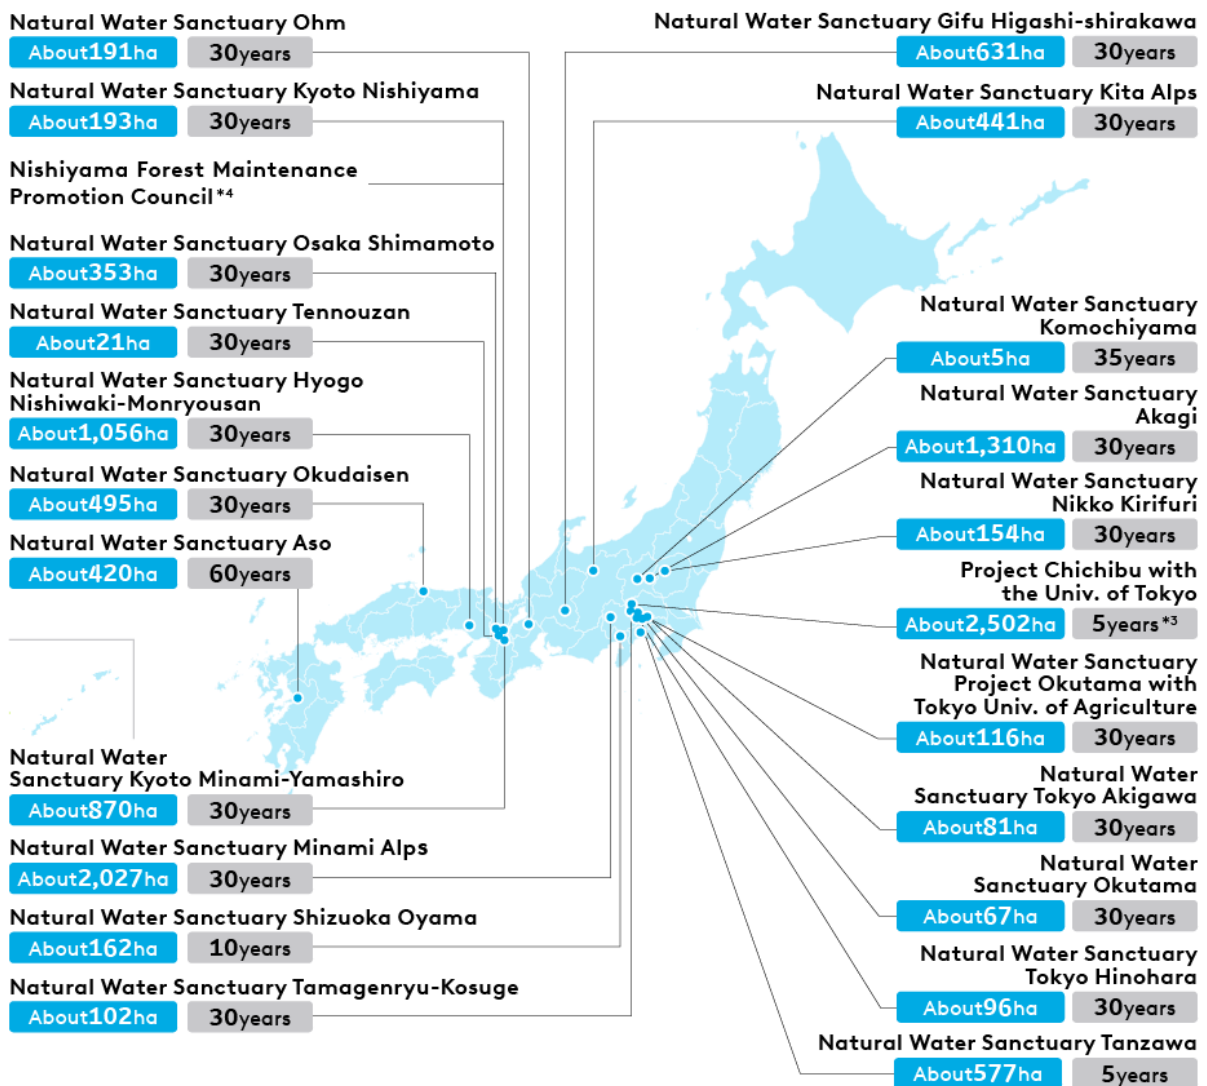 Natural Water Sanctuary Ohm
About191ha 30years
Natural Water Sanctuary Kyoto Nishiyama
About193ha 30years
Nishiyama Forest Maintenance
Promotion Council*4
Natural Water Sanctuary Osaka Shimamoto
About353ha 30years
Natural Water Sanctuary Tennouzan
About21ha 30years
Natural Water Sanctuary Hyogo
Nishiwaki-Monryousan
About1,056ha 30years
Natural Water Sanctuary Okudaisen
About495ha 30years
Natural Water Sanctuary Aso
About420ha 60years
Natural Water
Sanctuary Kyoto Minami-Yamashiro
About870ha 30years
Natural Water Sanctuary Minami Alps
About2,027ha 30years
Natural Water Sanctuary Shizuoka Oyama
About162ha 10years
Natural Water Sanctuary Tamagenryu-Kosuge
About102ha 30years
Natural Water Sanctuary Gifu Higashi-shirakawa
About631ha 30years
Natural Water Sanctuary Kita Alps
About441ha 30years
Natural Water Sanctuary
Komochiyama
About5ha 35years
Natural Water Sanctuary
Akagi
About1,310ha 30years
Natural Water Sanctuary
Nikko Kirifuri
About154ha 30years
Project Chichibu with
the Univ. of Tokyo
About2,502ha 5years*3
Natural Water Sanctuary
Project Okutama with
Tokyo Univ. of Agriculture
About116ha 30years
Natural Water
Sanctuary Tokyo Akigawa
About81ha 30years
Natural Water
Sanctuary Okutama
About67ha 30years
Natural Water Sanctuary
Tokyo Hinohara
About96ha 30years
Natural Water Sanctuary Tanzawa
About577ha 5years